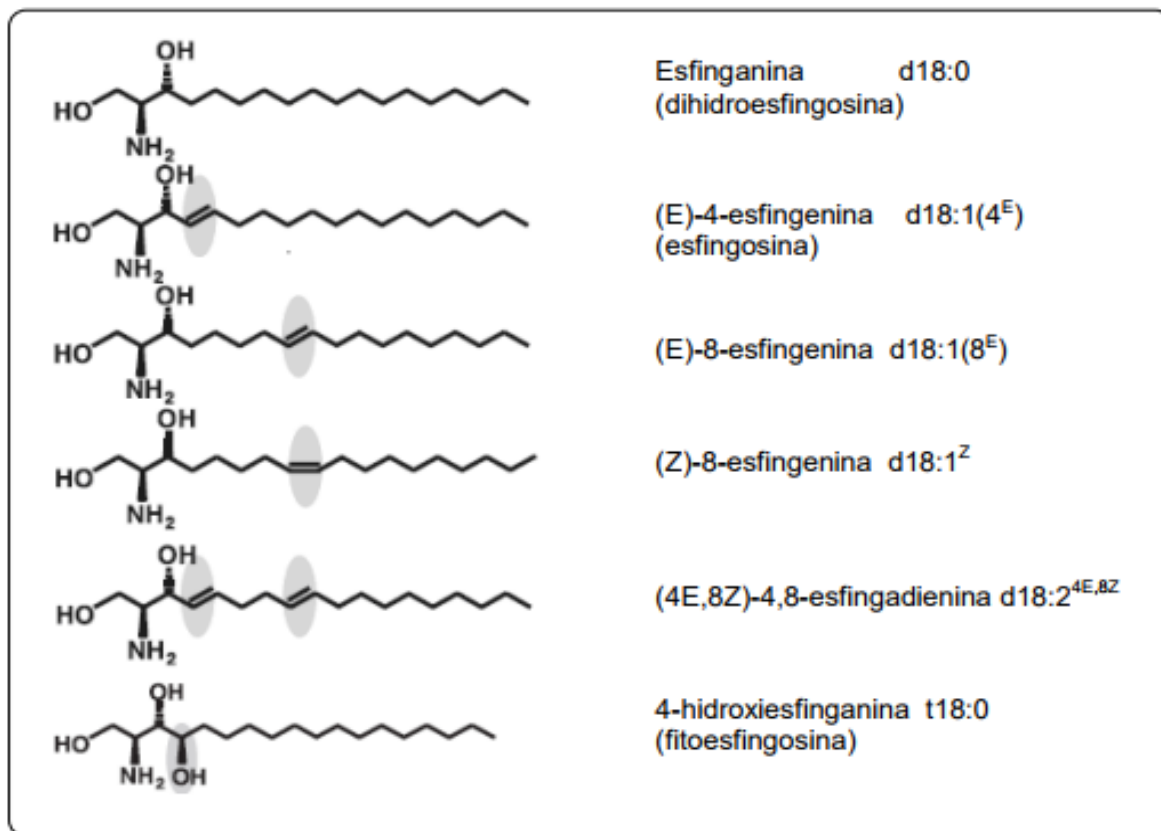 OH
HO
NH2
Esfinganina d18:0
(dihidroesfingosina)
OH
HO
NH2
(E)-4-esfingenina d18:1(4E)
(esfingosina)
OH
HO
NH2
(E)-8-esfingenina d18:1(8E)
OH
HO
NH2
(Z)-8-esfingenina d18:1Z
OH
HO
NH2
(4E,8Z)-4,8-esfingadienina d18:24E,8Z
OH
HO
NH2 OH
4-hidroxiesfinganina t18:0
(fitoesfingosina)